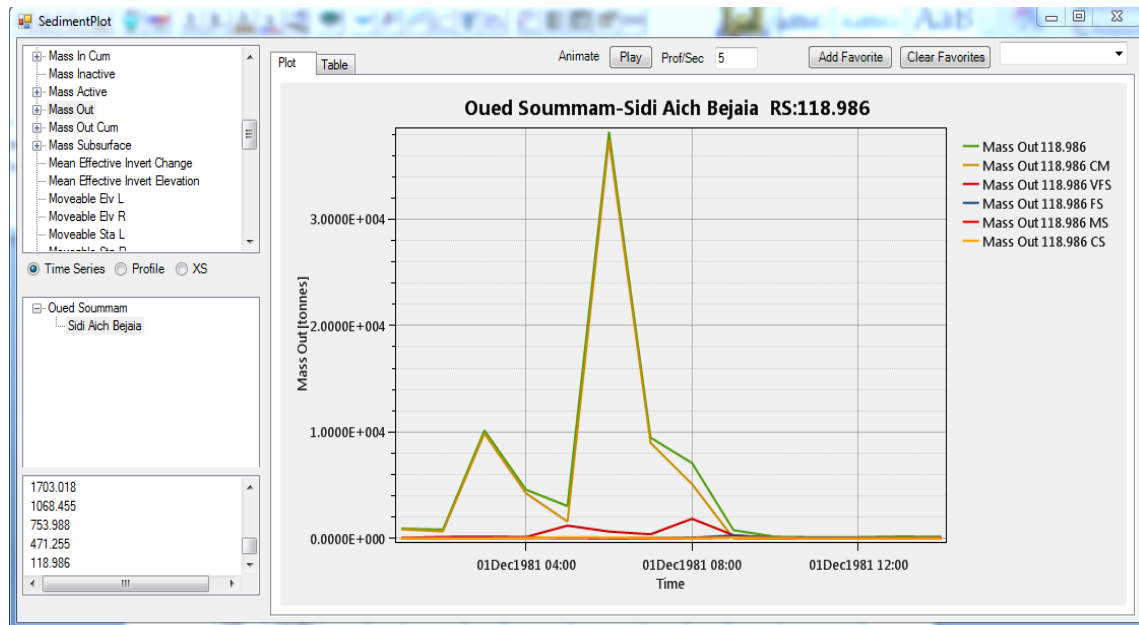 SedimentPlot
Mass In Cum
Mass Inactive
Mass Active
Mass Out
Mass Out Cum
Mass Subsurface
Mean Effective Invert Change
Mean Effective Invert Elevation
Moveable Elv L
Moveable Elv R
Moveable Sta L
Time Series Profile XS
Oued Soummam
Sidi Aich Bejaia
1703.018
1068.455
753.988
471.255
118.986
Plot Table
Animate Play Prof/Sec 5 Add Favorite Clear Favorites
Oued Soummam-Sidi Aich Bejaia RS:118.986
Mass Out [tonnes]
3.0000E+004
2.0000E+004
1.0000E+004
0.0000E+000
01Dec1981 04:00 01Dec1981 08:00 01Dec1981 12:00
Time
Mass Out 118.986
Mass Out 118.986 CM
Mass Out 118.986 VFS
Mass Out 118.986 FS
Mass Out 118.986 MS
Mass Out 118.986 CS